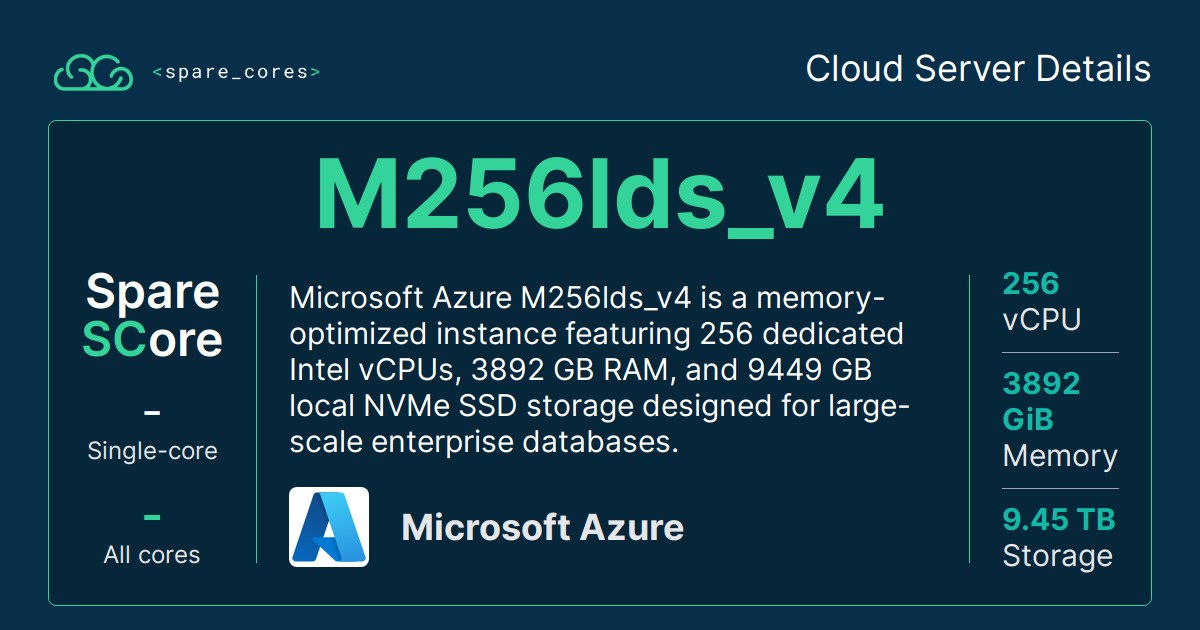 <spare_cores>
Cloud Server Details
M256lds_v4
Spare
SCore
–
Single-core
–
All cores
Microsoft Azure M256lds_v4 is a memory-
optimized instance featuring 256 dedicated
Intel vCPUs, 3892 GB RAM, and 9449 GB
local NVMe SSD storage designed for large-
scale enterprise databases.
Microsoft Azure
256
vCPU
3892
GiB
Memory
9.45 TB
Storage